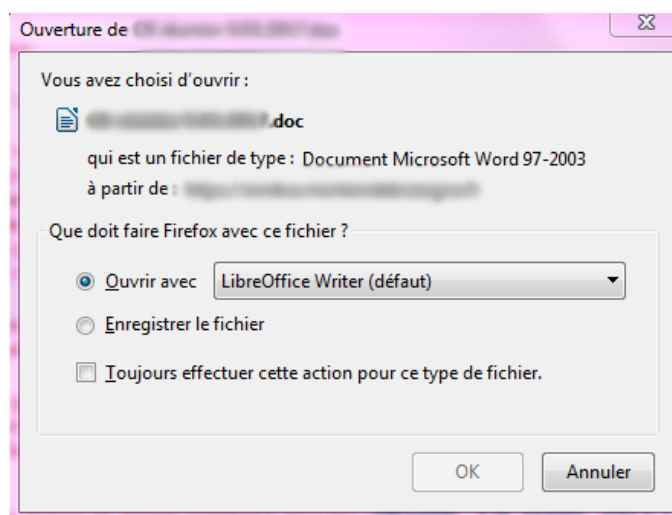 Ouverture de
Vous avez choisi d'ouvrir :
.doc
qui est un fichier de type : Document Microsoft Word 97-2003
à partir de :
Que doit faire Firefox avec ce fichier ?
Ouvrir avec LibreOffice Writer (défaut)
Enregistrer le fichier
Toujours effectuer cette action pour ce type de fichier.
OK Annuler